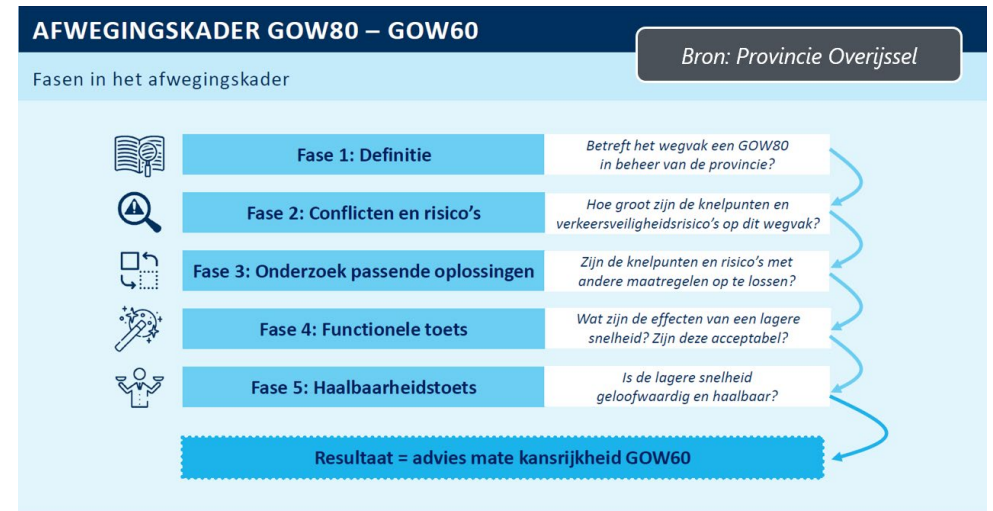 AFWEGINGSKADER GOW80 – GOW60
Bron: Provincie Overijssel
Fasen in het afwegingskader
Fase 1: Definitie
Betreft het wegvak een GOW80
in beheer van de provincie?
Fase 2: Conflicten en risico's
Hoe groot zijn de knelpunten en
verkeersveiligheidsrisico's op dit wegvak?
Fase 3: Onderzoek passende oplossingen
Zijn de knelpunten en risico's met
andere maatregelen op te lossen?
Fase 4: Functionele toets
Wat zijn de effecten van een lagere
snelheid? Zijn deze acceptabel?
Fase 5: Haalbaarheidstoets
Is de lagere snelheid
geloofwaardig en haalbaar?
Resultaat = advies mate kansrijkheid GOW60